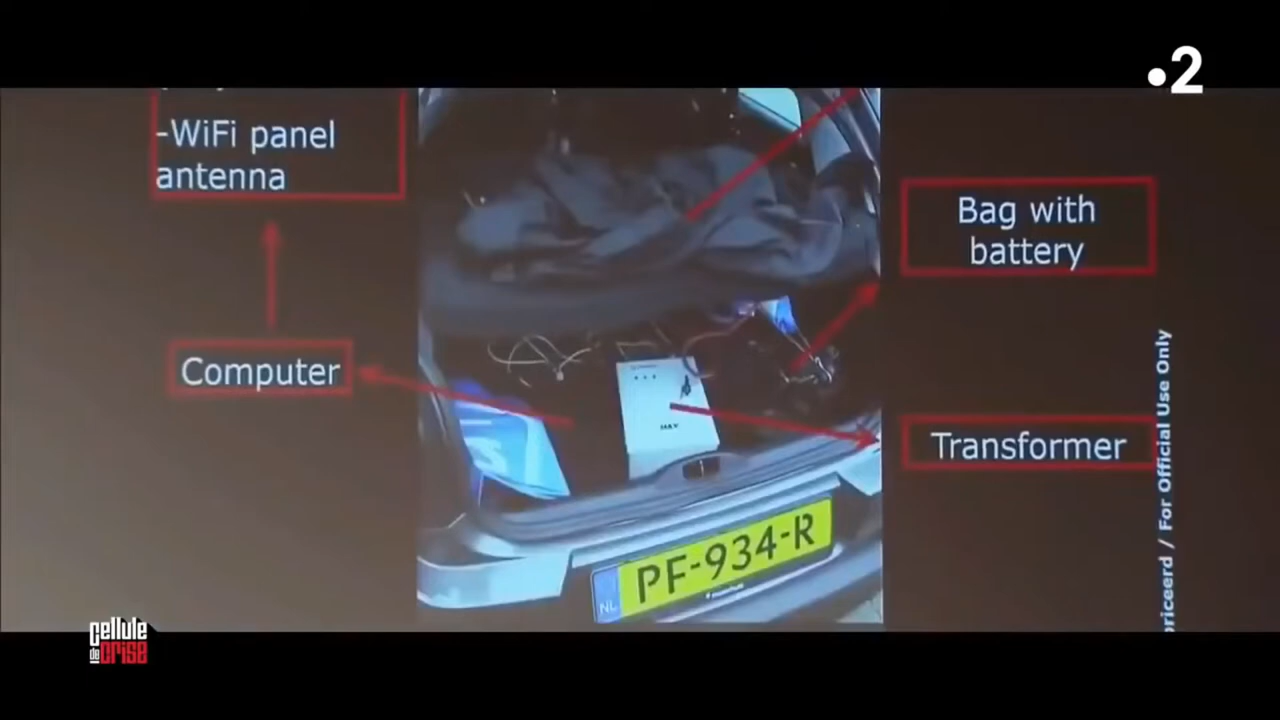 2
-WiFi panel
antenna
Bag with
battery
Computer
Transformer
For Official Use Only
MAX
NL
PF-934-R
cellule
de crise